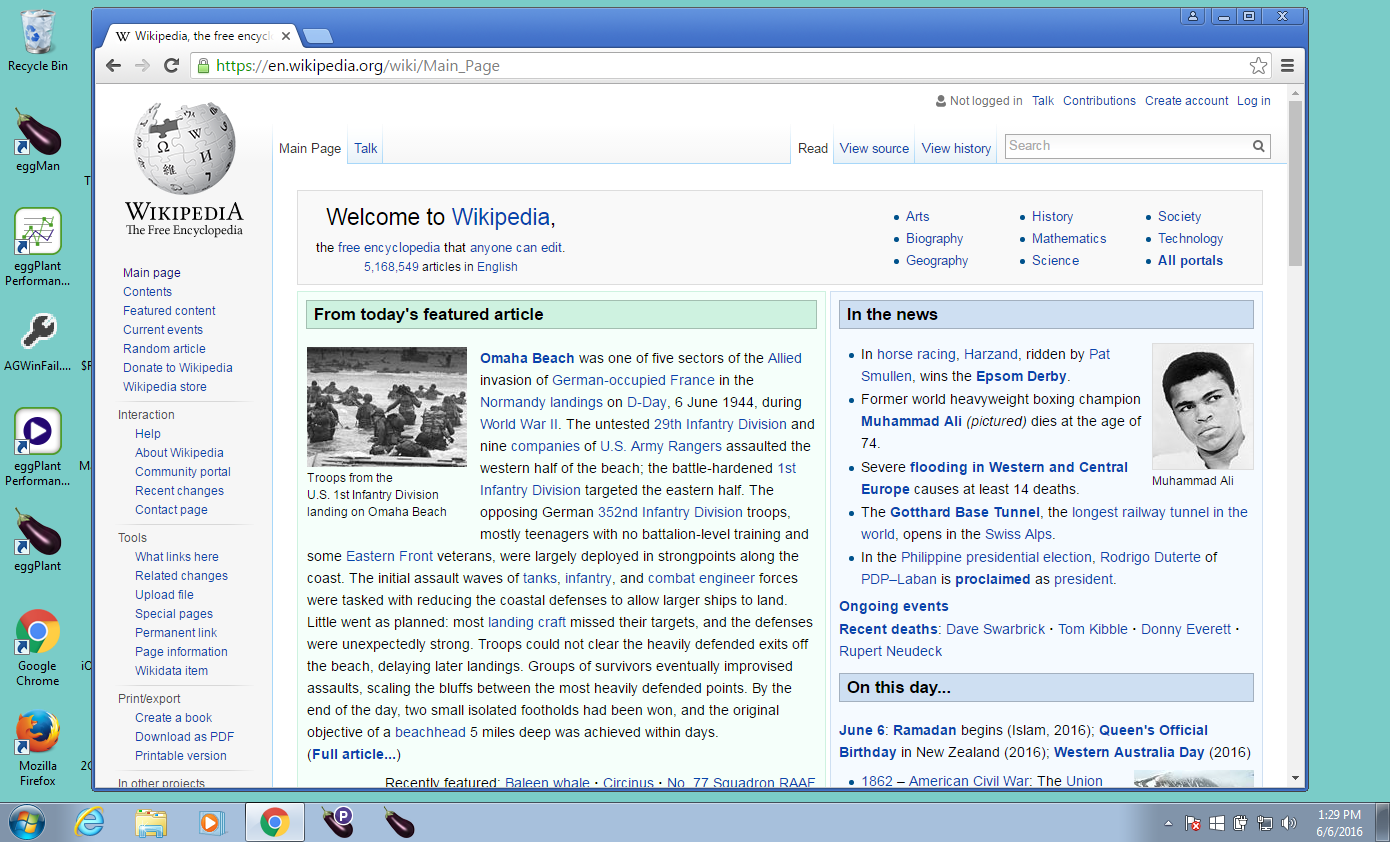 Recycle Bin
eggMan
eggPlant
Performan...
AGWinFail....
eggPlant
Performan...
eggPlant
Google
Chrome
Mozilla
Firefox
Wikipedia, the free encycl
https://en.wikipedia.org/wiki/Main_Page
Not logged in Talk Contributions Create account Log in
Main Page Talk Read View source View history Search
WIKIPEDIA
The Free Encyclopedia
Main page
Contents
Featured content
Current events
Random article
Donate to Wikipedia
Wikipedia store
Interaction
Help
About Wikipedia
Community portal
Recent changes
Contact page
Tools
What links here
Related changes
Upload file
Special pages
Permanent link
Page information
Wikidata item
Print/export
Create a book
Download as PDF
Printable version
In other projects
Welcome to Wikipedia,
the free encyclopedia that anyone can edit.
5,168,549 articles in English
Arts
Biography
Geography
History
Mathematics
Science
Society
Technology
All portals
From today's featured article
Troops from the
U.S. 1st Infantry Division
landing on Omaha Beach
Omaha Beach was one of five sectors of the Allied
invasion of German-occupied France in the
Normandy landings on D-Day, 6 June 1944, during
World War II. The untested 29th Infantry Division and
nine companies of U.S. Army Rangers assaulted the
western half of the beach; the battle-hardened 1st
Infantry Division targeted the eastern half. The
opposing German 352nd Infantry Division troops,
mostly teenagers with no battalion-level training and
some Eastern Front veterans, were largely deployed in strongpoints along the
coast. The initial assault waves of tanks, infantry, and combat engineer forces
were tasked with reducing the coastal defenses to allow larger ships to land.
Little went as planned: most landing craft missed their targets, and the defenses
were unexpectedly strong. Troops could not clear the heavily defended exits off
the beach, delaying later landings. Groups of survivors eventually improvised
assaults, scaling the bluffs between the most heavily defended points. By the
end of the day, two small isolated footholds had been won, and the original
objective of a beachhead 5 miles deep was achieved within days.
(Full article...)
Recently featured: Baleen whale · Circinus · No. 77 Squadron RAAF
In the news
In horse racing, Harzand, ridden by Pat
Smullen, wins the Epsom Derby.
Former world heavyweight boxing champion
Muhammad Ali (pictured) dies at the age of
74.
Severe flooding in Western and Central
Europe causes at least 14 deaths.
Muhammad Ali
The Gotthard Base Tunnel, the longest railway tunnel in the
world, opens in the Swiss Alps.
In the Philippine presidential election, Rodrigo Duterte of
PDP–Laban is proclaimed as president.
Ongoing events
Recent deaths: Dave Swarbrick · Tom Kibble · Donny Everett ·
Rupert Neudeck
On this day...
June 6: Ramadan begins (Islam, 2016); Queen's Official
Birthday in New Zealand (2016); Western Australia Day (2016)
1862 – American Civil War: The Union
1:29 PM
6/6/2016